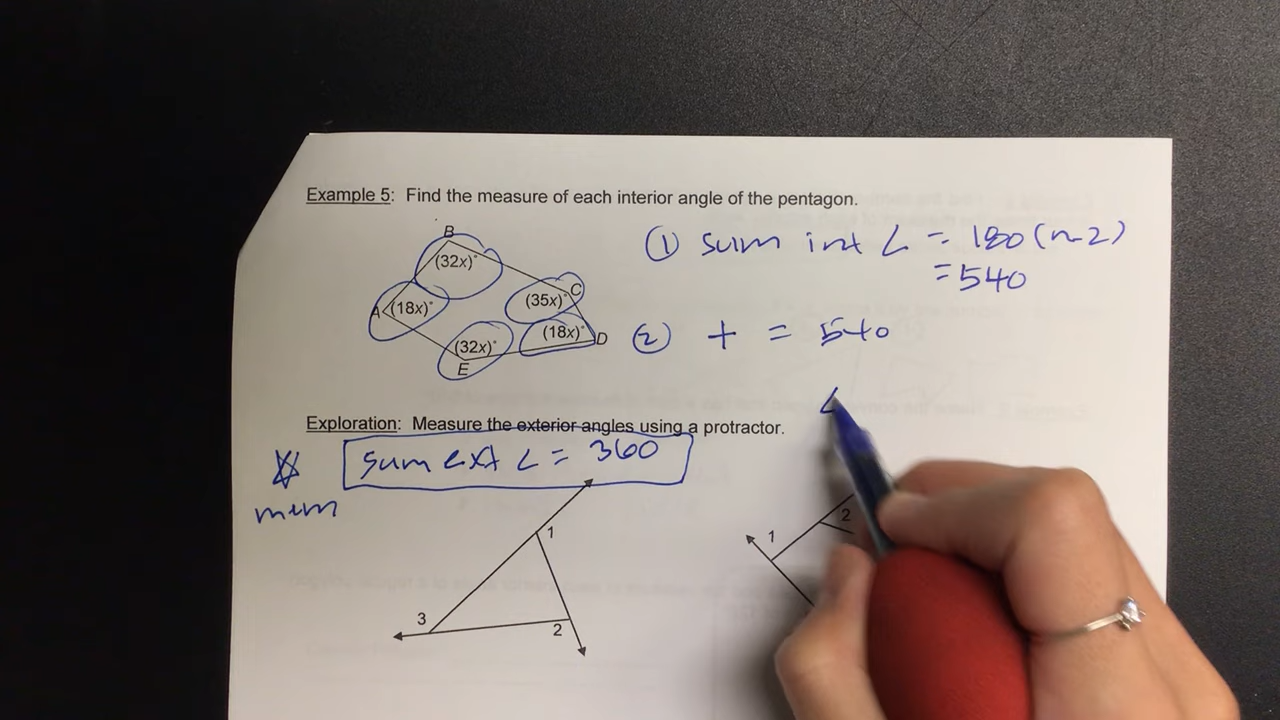 Example 5: Find the measure of each interior angle of the pentagon.
① sum int ∠ = 180(n-2)
= 540
② + = 540
B
(32x)°
C
(35x)°
A
(18x)°
(18x)°
D
(32x)°
E
Exploration: Measure the exterior angles using a protractor.
mem
sum ext ∠ = 360
1
2
3
1
2